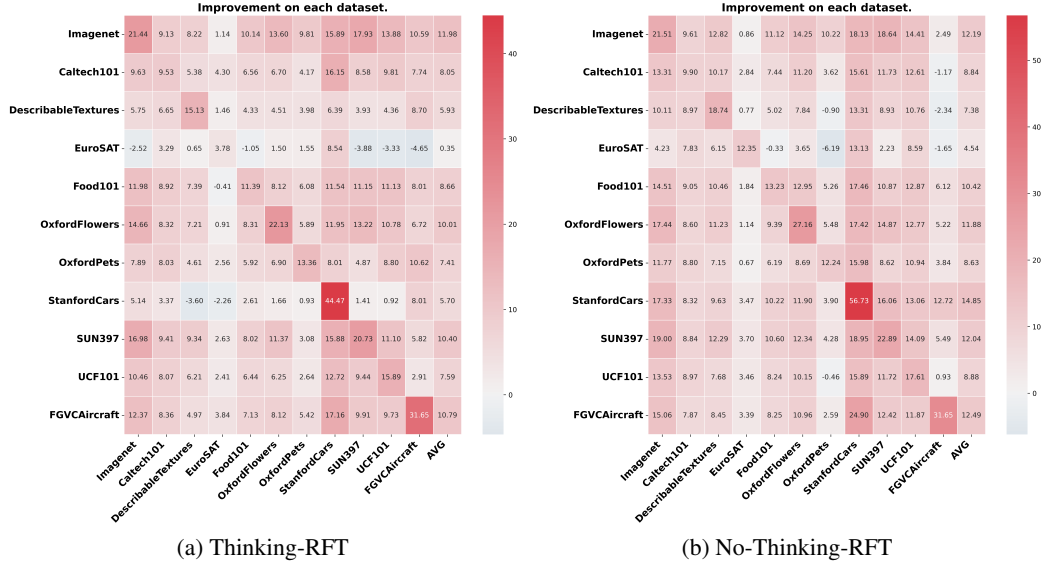 Improvement on each dataset.
Imagenet 21.44 9.13 8.22 1.14 10.14 13.60 9.81 15.89 17.93 13.88 10.59 11.98
Caltech101 9.63 9.53 5.38 4.30 6.56 6.70 4.17 16.15 8.58 9.81 7.74 8.05
DescribableTextures 5.75 6.65 15.13 1.46 4.33 4.51 3.98 6.39 3.93 4.36 8.70 5.93
EuroSAT -2.52 3.29 0.65 3.78 -1.05 1.50 1.55 8.54 -3.88 -3.33 -4.65 0.35
Food101 11.98 8.92 7.39 -0.41 11.39 8.12 6.08 11.54 11.15 11.13 8.01 8.66
OxfordFlowers 14.66 8.32 7.21 0.91 8.31 22.13 5.89 11.95 13.22 10.78 6.72 10.01
OxfordPets 7.89 8.03 4.61 2.56 5.92 6.90 13.36 8.01 4.87 8.80 10.62 7.41
StanfordCars 5.14 3.37 -3.60 -2.26 2.61 1.66 0.93 44.47 1.41 0.92 8.01 5.70
SUN397 16.98 9.41 9.34 2.63 8.02 11.37 3.08 15.88 20.73 11.10 5.82 10.40
UCF101 10.46 8.07 6.21 2.41 6.44 6.25 2.64 12.72 9.44 15.89 2.91 7.59
FGVCAircraft 12.37 8.36 4.97 3.84 7.13 8.12 5.42 17.16 9.91 9.73 31.65 10.79
Imagenet Caltech101 DescribableTextures EuroSAT Food101 OxfordFlowers OxfordPets StanfordCars SUN397 UCF101 FGVCAircraft AVG
40
30
20
10
0
(a) Thinking-RFT
Improvement on each dataset.
Imagenet 21.51 9.61 12.82 0.86 11.12 14.25 10.22 18.13 18.64 14.41 2.49 12.19
Caltech101 13.31 9.90 10.17 2.84 7.44 11.20 3.62 15.61 11.73 12.61 -1.17 8.84
DescribableTextures 10.11 8.97 18.74 0.77 5.02 7.84 -0.90 13.31 8.93 10.76 -2.34 7.38
EuroSAT 4.23 7.83 6.15 12.35 -0.33 3.65 -6.19 13.13 2.23 8.59 -1.65 4.54
Food101 14.51 9.05 10.46 1.84 13.23 12.95 5.26 17.46 10.87 12.87 6.12 10.42
OxfordFlowers 17.44 8.60 11.23 1.14 9.39 27.16 5.48 17.42 14.87 12.77 5.22 11.88
OxfordPets 11.77 8.80 7.15 0.67 6.19 8.69 12.24 15.98 8.62 10.94 3.84 8.63
StanfordCars 17.33 8.32 9.63 3.47 10.22 11.90 3.90 56.73 16.06 13.06 12.72 14.85
SUN397 19.00 8.84 12.29 3.70 10.60 12.34 4.28 18.95 22.89 14.09 5.49 12.04
UCF101 13.53 8.97 7.68 3.46 8.24 10.15 -0.46 15.89 11.72 17.61 0.93 8.88
FGVCAircraft 15.06 7.87 8.45 3.39 8.25 10.96 2.59 24.90 12.42 11.87 31.65 12.49
Imagenet Caltech101 DescribableTextures EuroSAT Food101 OxfordFlowers OxfordPets StanfordCars SUN397 UCF101 FGVCAircraft AVG
50
40
30
20
10
0
(b) No-Thinking-RFT